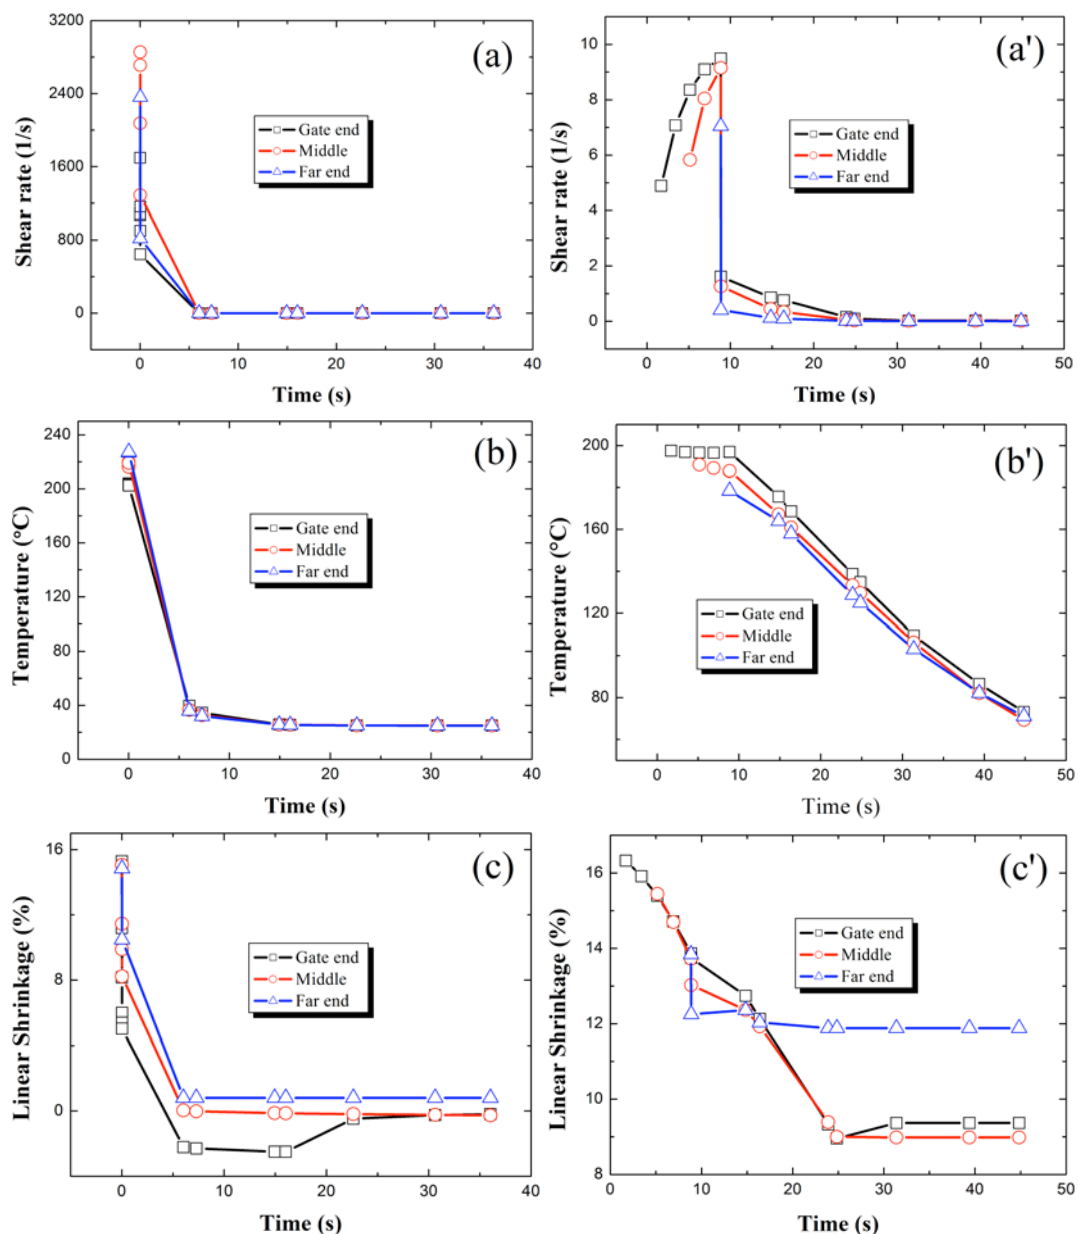 3200
2400
1600
800
0
Shear rate (1/s)
(a)
Gate end
Middle
Far end
0 10 20 30 40
Time (s)
10
8
6
4
2
0
Shear rate (1/s)
(a')
Gate end
Middle
Far end
0 10 20 30 40 50
Time (s)
240
200
160
120
80
40
0
Temperature (°C)
(b)
Gate end
Middle
Far end
0 10 20 30 40
Time (s)
200
160
120
80
Temperature (°C)
(b')
Gate end
Middle
Far end
0 10 20 30 40 50
Time (s)
16
8
0
Linear Shrinkage (%)
(c)
Gate end
Middle
Far end
0 10 20 30 40
Time (s)
16
14
12
10
8
Linear Shrinkage (%)
(c')
Gate end
Middle
Far end
0 10 20 30 40 50
Time (s)